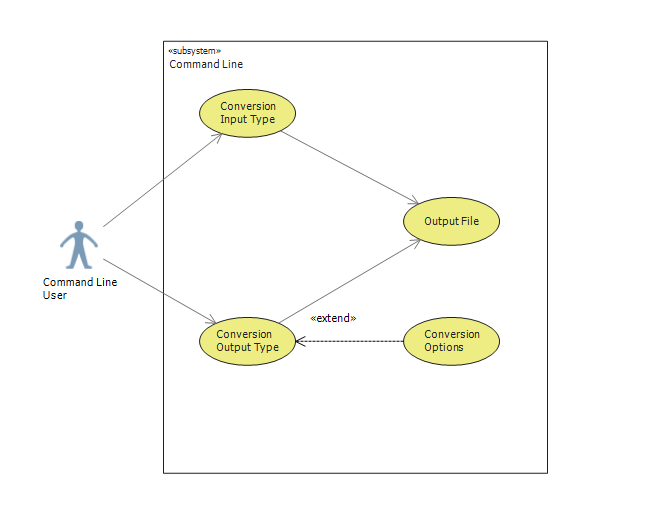 «subsystem»
Command Line
Conversion
Input Type
Output File
Command Line
User
«extend»
Conversion
Output Type
Conversion
Options